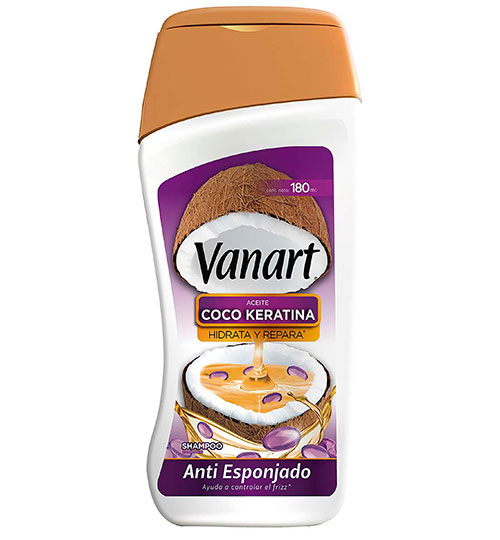 cont. neto: 180 ml
Vanart
ACEITE
COCO KERATINA
HIDRATA Y REPARA*
SHAMPOO
Anti Esponjado
Ayuda a controlar el frizz*